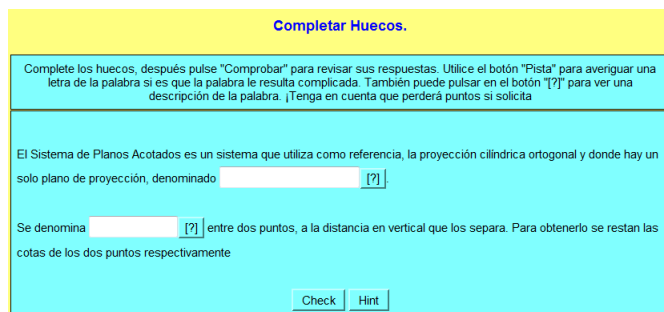 Completar Huecos.
Complete los huecos, después pulse "Comprobar" para revisar sus respuestas. Utilice el botón "Pista" para averiguar una
letra de la palabra si es que la palabra le resulta complicada. También puede pulsar en el botón "[?]" para ver una
descripción de la palabra. ¡Tenga en cuenta que perderá puntos si solicita
El Sistema de Planos Acotados es un sistema que utiliza como referencia, la proyección cilíndrica ortogonal y donde hay un
solo plano de proyección, denominado [?].
Se denomina [?] entre dos puntos, a la distancia en vertical que los separa. Para obtenerlo se restan las
cotas de los dos puntos respectivamente
Check Hint